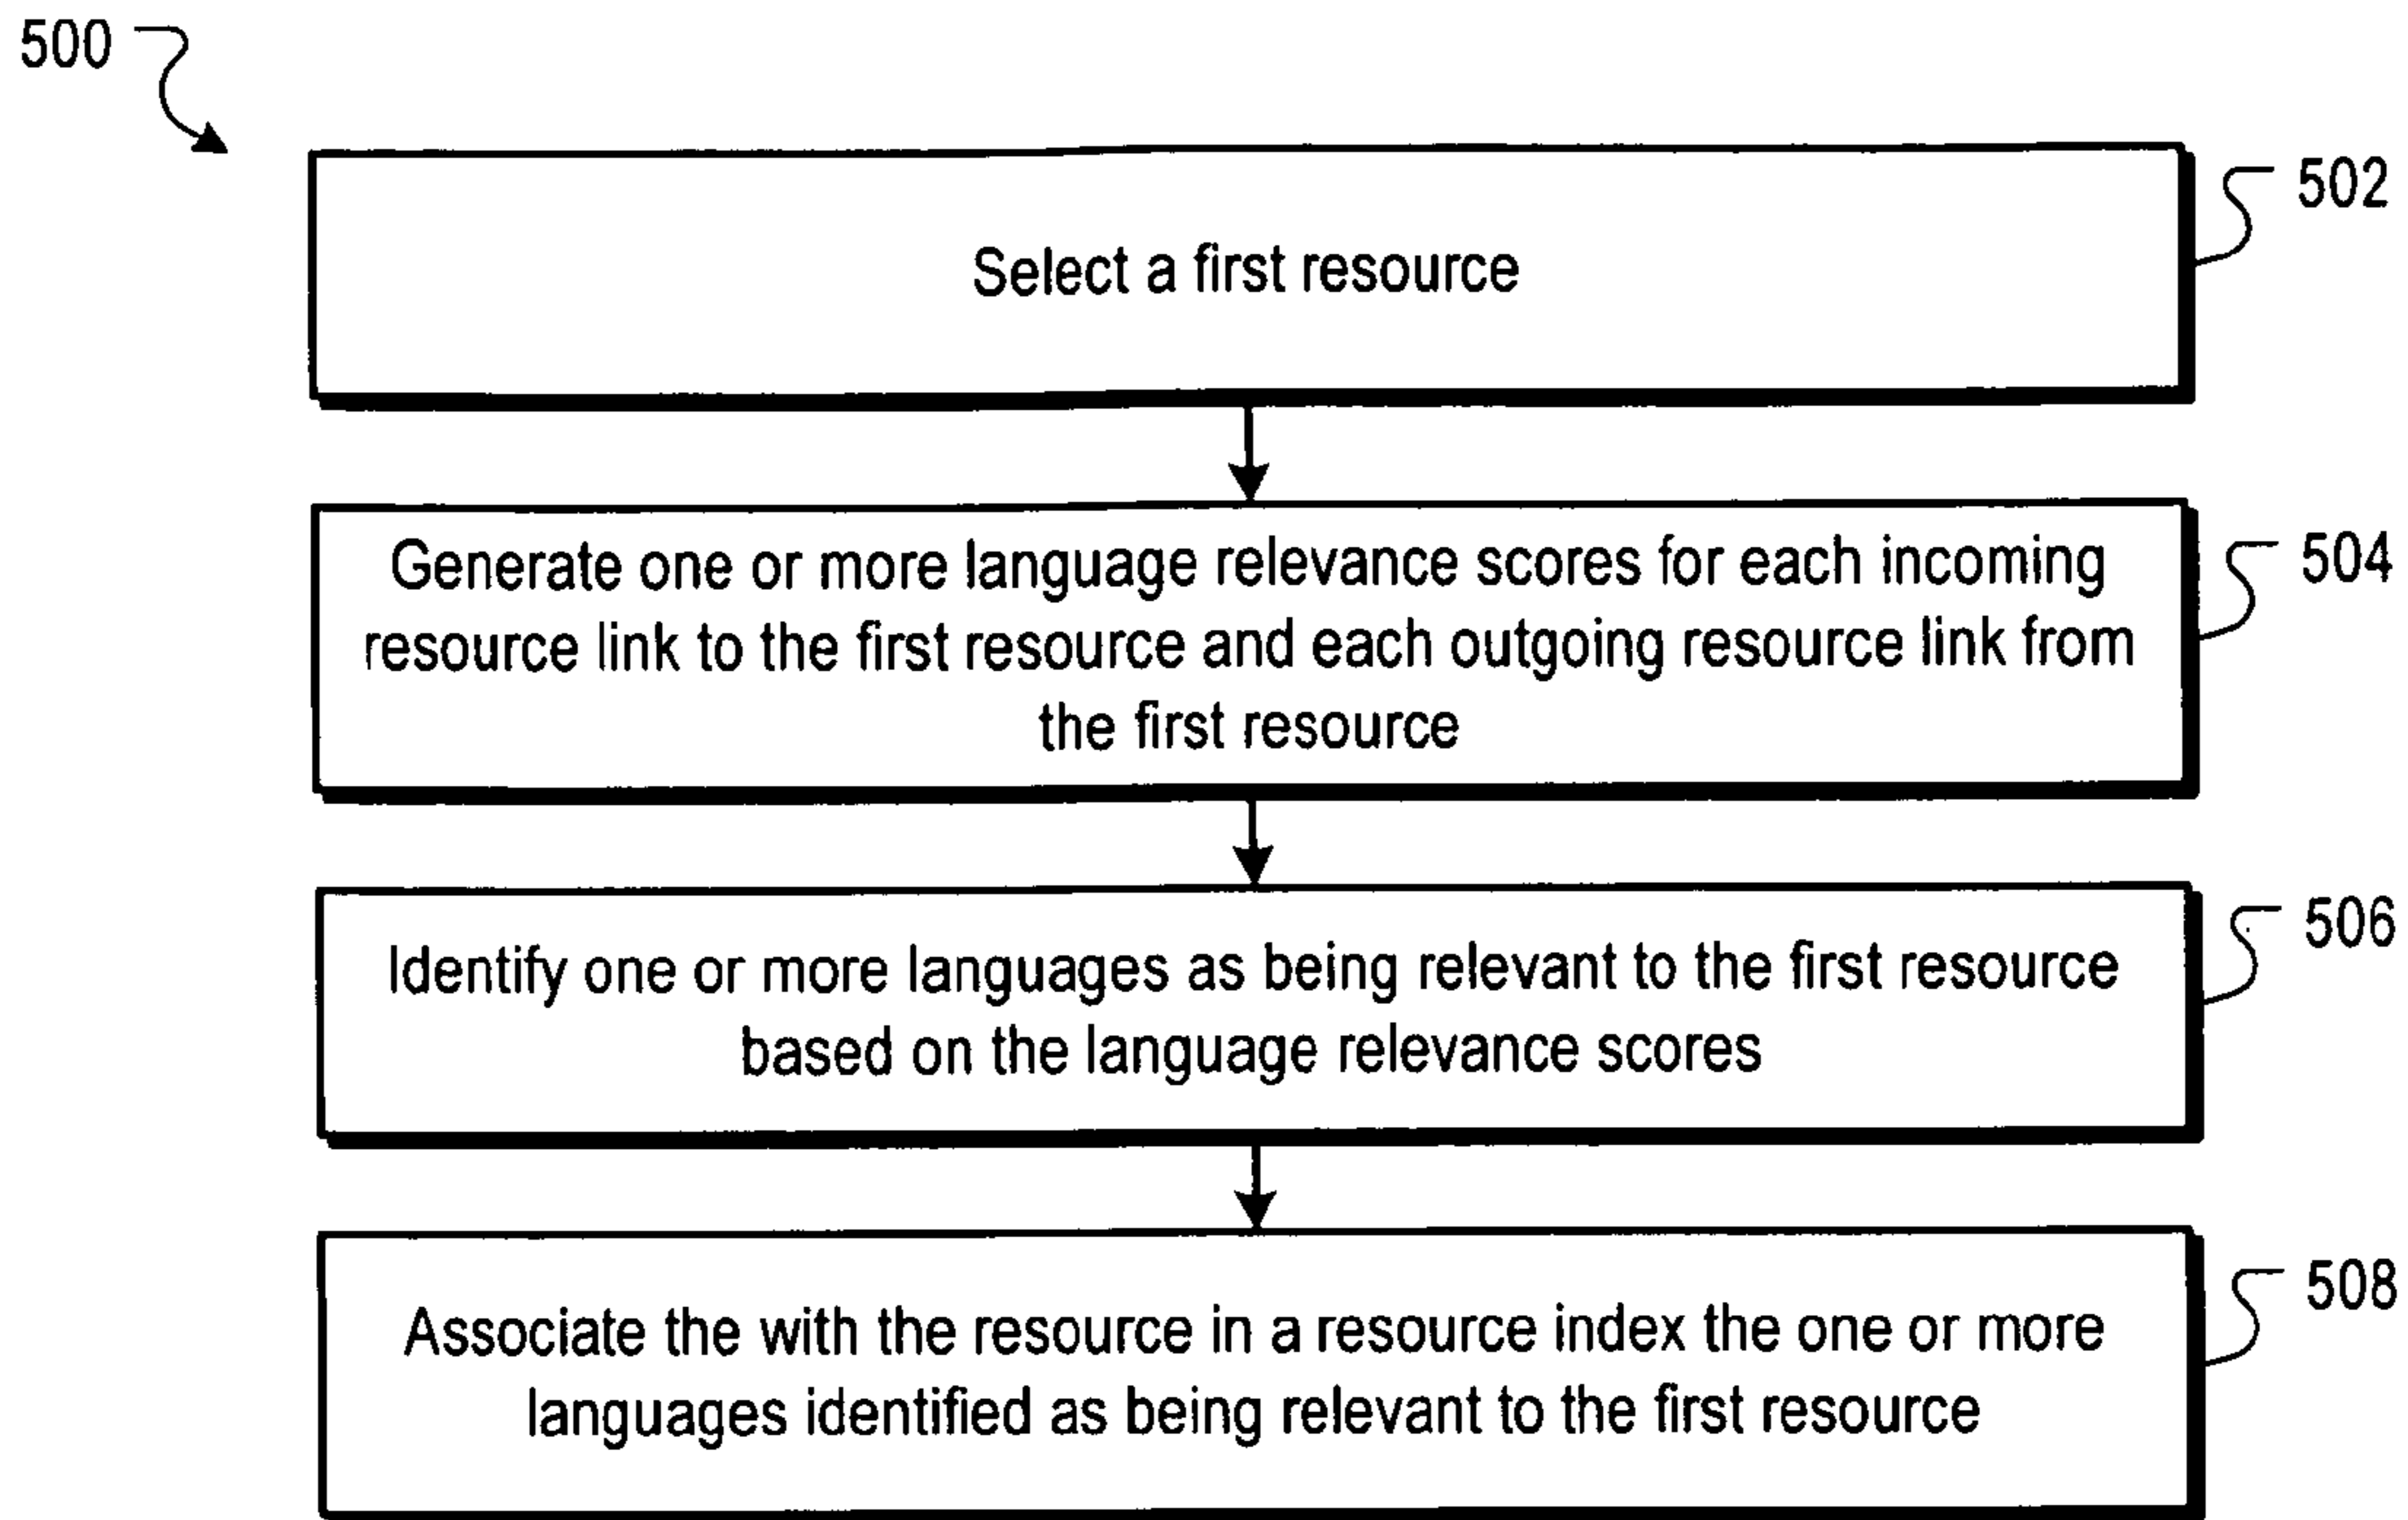 500
502
Select a first resource
504
Generate one or more language relevance scores for each incoming
resource link to the first resource and each outgoing resource link from
the first resource
506
Identify one or more languages as being relevant to the first resource
based on the language relevance scores
508
Associate the with the resource in a resource index the one or more
languages identified as being relevant to the first resource